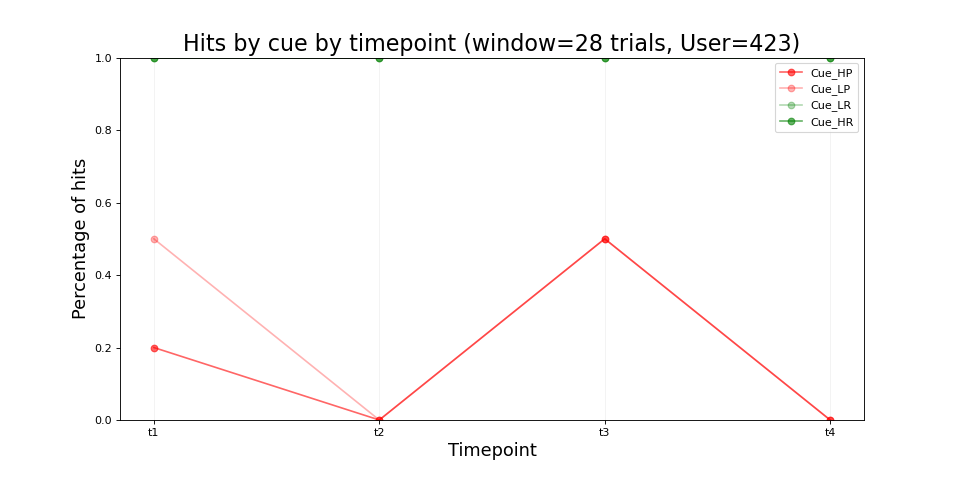 Hits by cue by timepoint (window=28 trials, User=423)
Percentage of hits
1.0
0.8
0.6
0.4
0.2
0.0
Cue_HP
Cue_LP
Cue_LR
Cue_HR
t1
t2
t3
t4
Timepoint